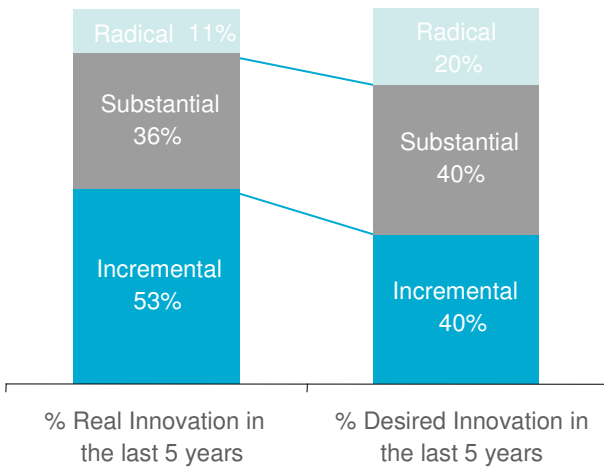 Radical 11%
Substantial
36%
Incremental
53%
Radical
20%
Substantial
40%
Incremental
40%
% Real Innovation in
the last 5 years
% Desired Innovation in
the last 5 years